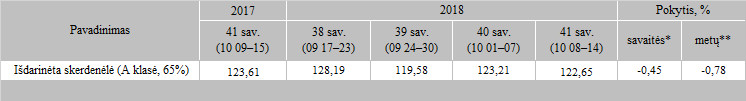 Pavadinimas 2017 2018 Pokytis, %
41 sav. (10 09–15) 38 sav. (09 17–23) 39 sav. (09 24–30) 40 sav. (10 01–07) 41 sav. (10 08–14) savaitės* metų**
Išdarinėta skerdenėlė (A klasė, 65%) 123,61 128,19 119,58 123,21 122,65 -0,45 -0,78